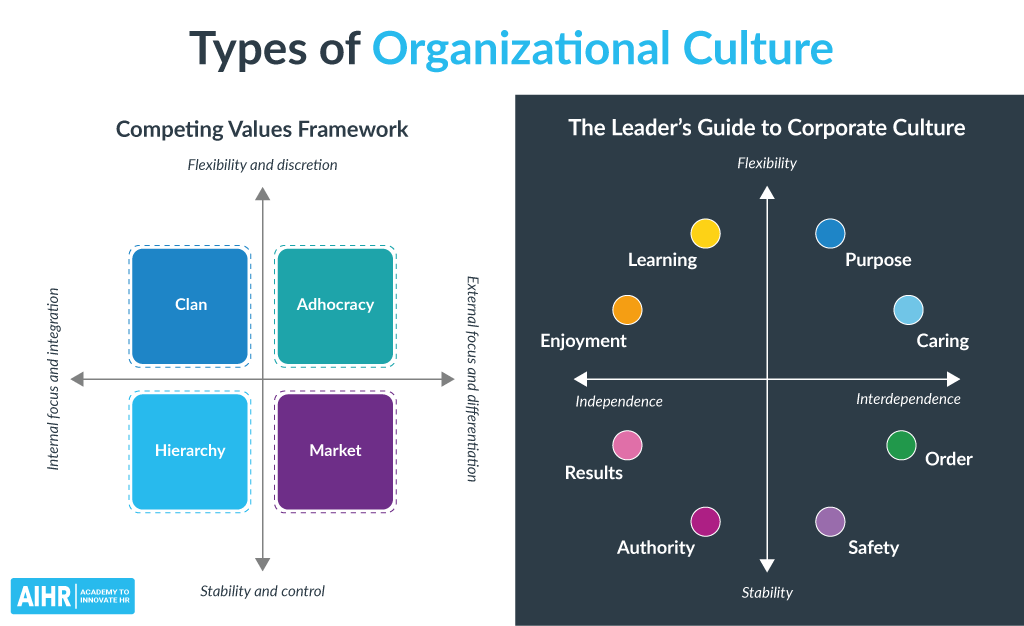 Types of Organizational Culture
Competing Values Framework
Flexibility and discretion
Internal focus and integration
Clan
Adhocracy
Hierarchy
Market
External focus and differentiation
Stability and control
AIHR
ACADEMY TO
INNOVATE HR
The Leader's Guide to Corporate Culture
Flexibility
Learning
Purpose
Enjoyment
Caring
Independence
Interdependence
Results
Order
Authority
Safety
Stability